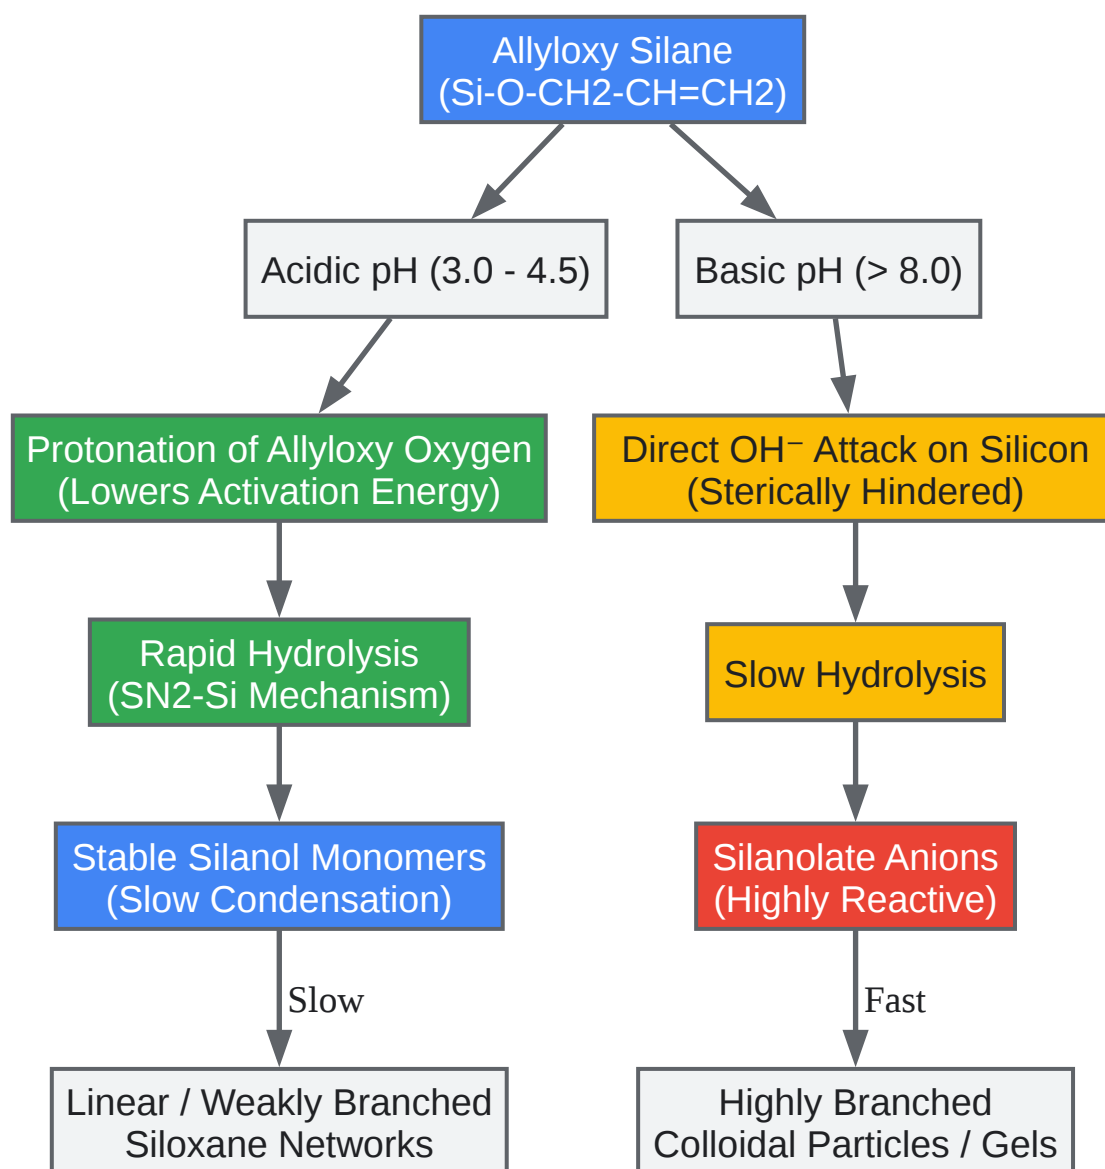 Allyloxy Silane
(Si-O-CH2-CH=CH2)
Acidic pH (3.0 - 4.5)
Basic pH (> 8.0)
Protonation of Allyloxy Oxygen
(Lowers Activation Energy)
Direct OH⁻ Attack on Silicon
(Sterically Hindered)
Rapid Hydrolysis
(SN2-Si Mechanism)
Slow Hydrolysis
Stable Silanol Monomers
(Slow Condensation)
Silanolate Anions
(Highly Reactive)
Slow
Fast
Linear / Weakly Branched
Siloxane Networks
Highly Branched
Colloidal Particles / Gels